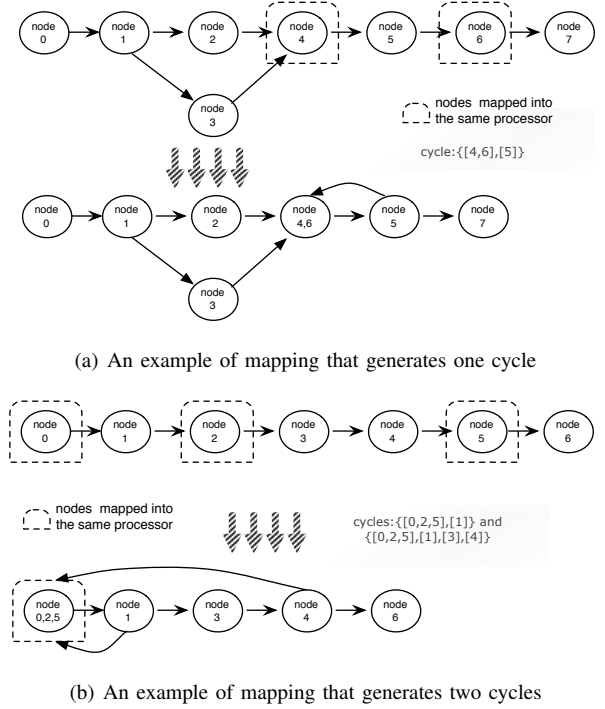 node 0
node 1
node 2
node 4
node 5
node 6
node 7
node 3
nodes mapped into
the same processor
cycle:{[4,6],[5]}
node 0
node 1
node 2
node 4,6
node 5
node 7
node 3
(a) An example of mapping that generates one cycle
node 0
node 1
node 2
node 3
node 4
node 5
node 6
nodes mapped into
the same processor
cycles:{[0,2,5],[1]} and
{[0,2,5],[1],[3],[4]}
node 0,2,5
node 1
node 3
node 4
node 6
(b) An example of mapping that generates two cycles